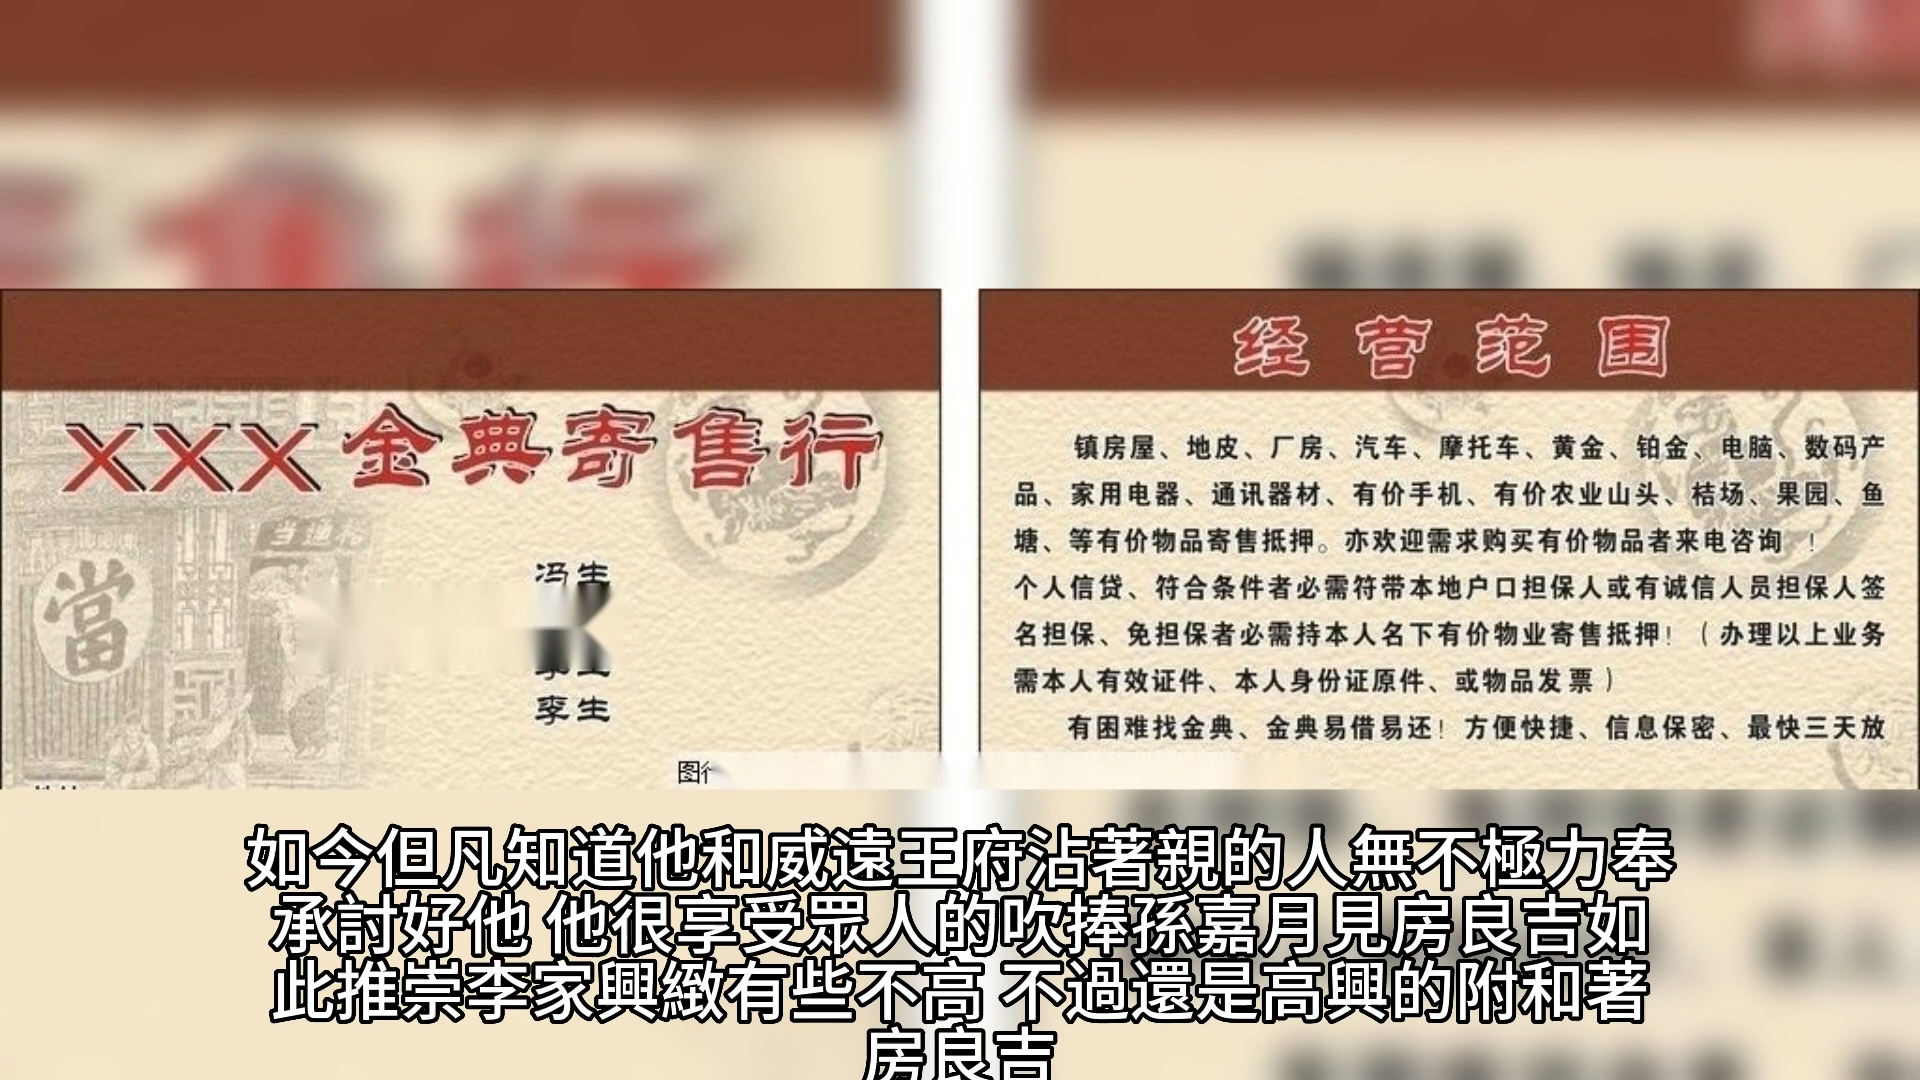 XXX金典寄售行
當
冯生
李生
经营范围
镇房屋、地皮、厂房、汽车、摩托车、黄金、铂金、电脑、数码产
品、家用电器、通讯器材、有价手机、有价农业山头、桔场、果园、鱼
塘、等有价物品寄售抵押。亦欢迎需求购买有价物品者来电咨询 ！
个人信贷、符合条件者必需符带本地户口担保人或有诚信人员担保人签
名担保、免担保者必需持本人名下有价物业寄售抵押！（办理以上业务
需本人有效证件、本人身份证原件、或物品发票）
有困难找金典、金典易借易还！方便快捷、信息保密、最快三天放
如今但凡知道他和威遠王府沾著親的人無不極力奉
承討好他 他很享受眾人的吹捧孫嘉月見房良吉如
此推崇李家興緻有些不高 不過還是高興的附和著
房良吉